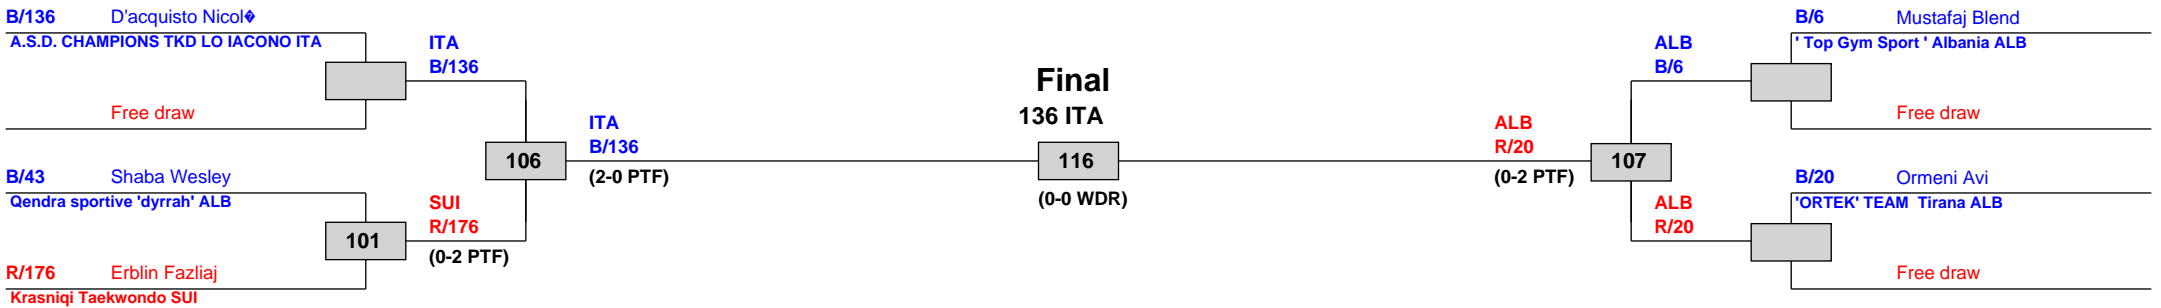 B/136 D'acquisto Nicol�
A.S.D. CHAMPIONS TKD LO IACONO ITA
Free draw
ITA
B/136
B/43 Shaba Wesley
Qendra sportive 'dyrrah' ALB
101
R/176 Erblin Fazliaj
Krasniqi Taekwondo SUI
SUI
R/176
(0-2 PTF)
106
ITA
B/136
(2-0 PTF)
Final
136 ITA
116
(0-0 WDR)
ALB
R/20
(0-2 PTF)
107
ALB
B/6
ALB
R/20
B/6 Mustafaj Blend
' Top Gym Sport ' Albania ALB
Free draw
B/20 Ormeni Avi
'ORTEK' TEAM Tirana ALB
Free draw